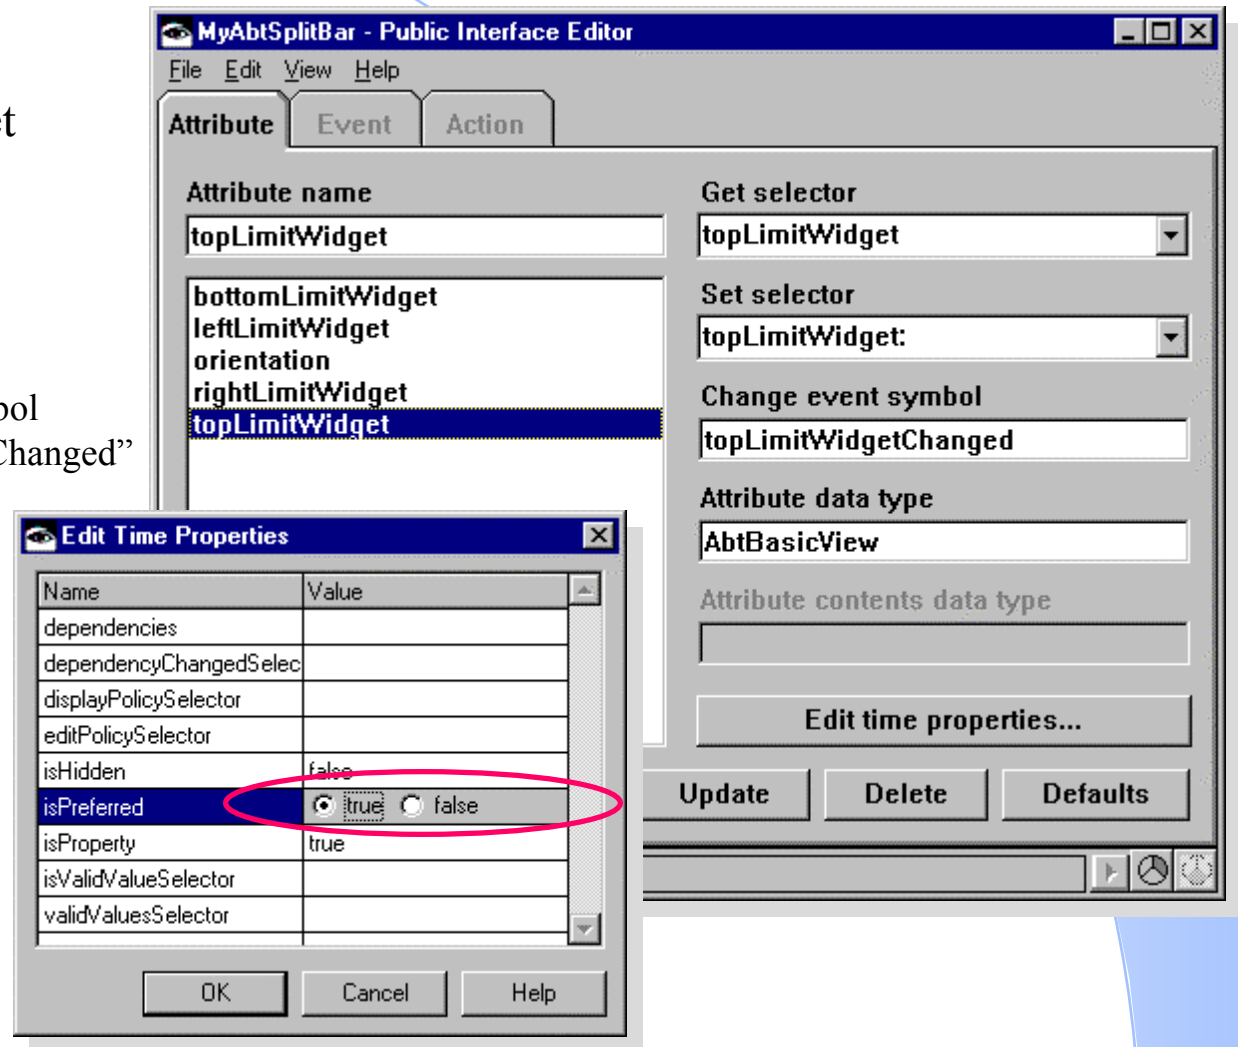 MyAbtSplitBar - Public Interface Editor
File Edit View Help
Attribute Event Action
Attribute name
topLimitWidget
bottomLimitWidget
leftLimitWidget
orientation
rightLimitWidget
topLimitWidget
Get selector
topLimitWidget
Set selector
topLimitWidget:
Change event symbol
topLimitWidgetChanged
Attribute data type
AbtBasicView
Attribute contents data type
Edit time properties...
Update Delete Defaults
Changed”
Edit Time Properties
Name Value
dependencies
dependencyChangedSelec
displayPolicySelector
editPolicySelector
isHidden false
isPreferred true false
isProperty true
isValidValueSelector
validValuesSelector
OK Cancel Help